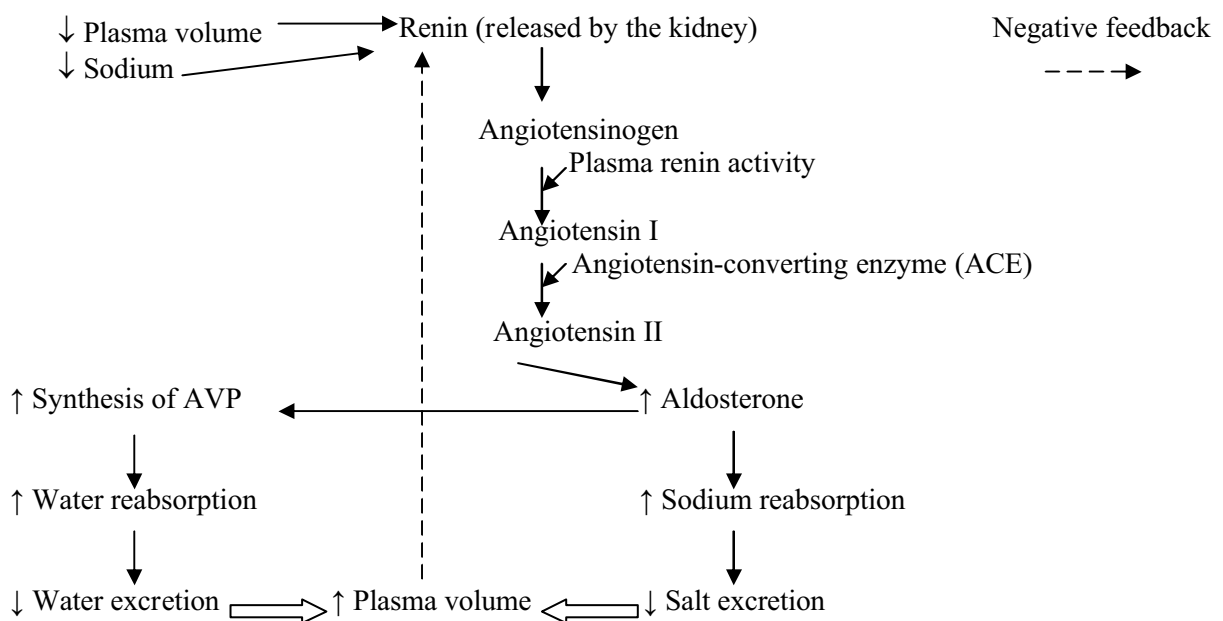 ↓ Plasma volume
↓ Sodium
Renin (released by the kidney)
Negative feedback
Angiotensinogen
Plasma renin activity
Angiotensin I
Angiotensin-converting enzyme (ACE)
Angiotensin II
↑ Synthesis of AVP
↑ Aldosterone
↑ Water reabsorption
↑ Sodium reabsorption
↓ Water excretion
↑ Plasma volume
↓ Salt excretion